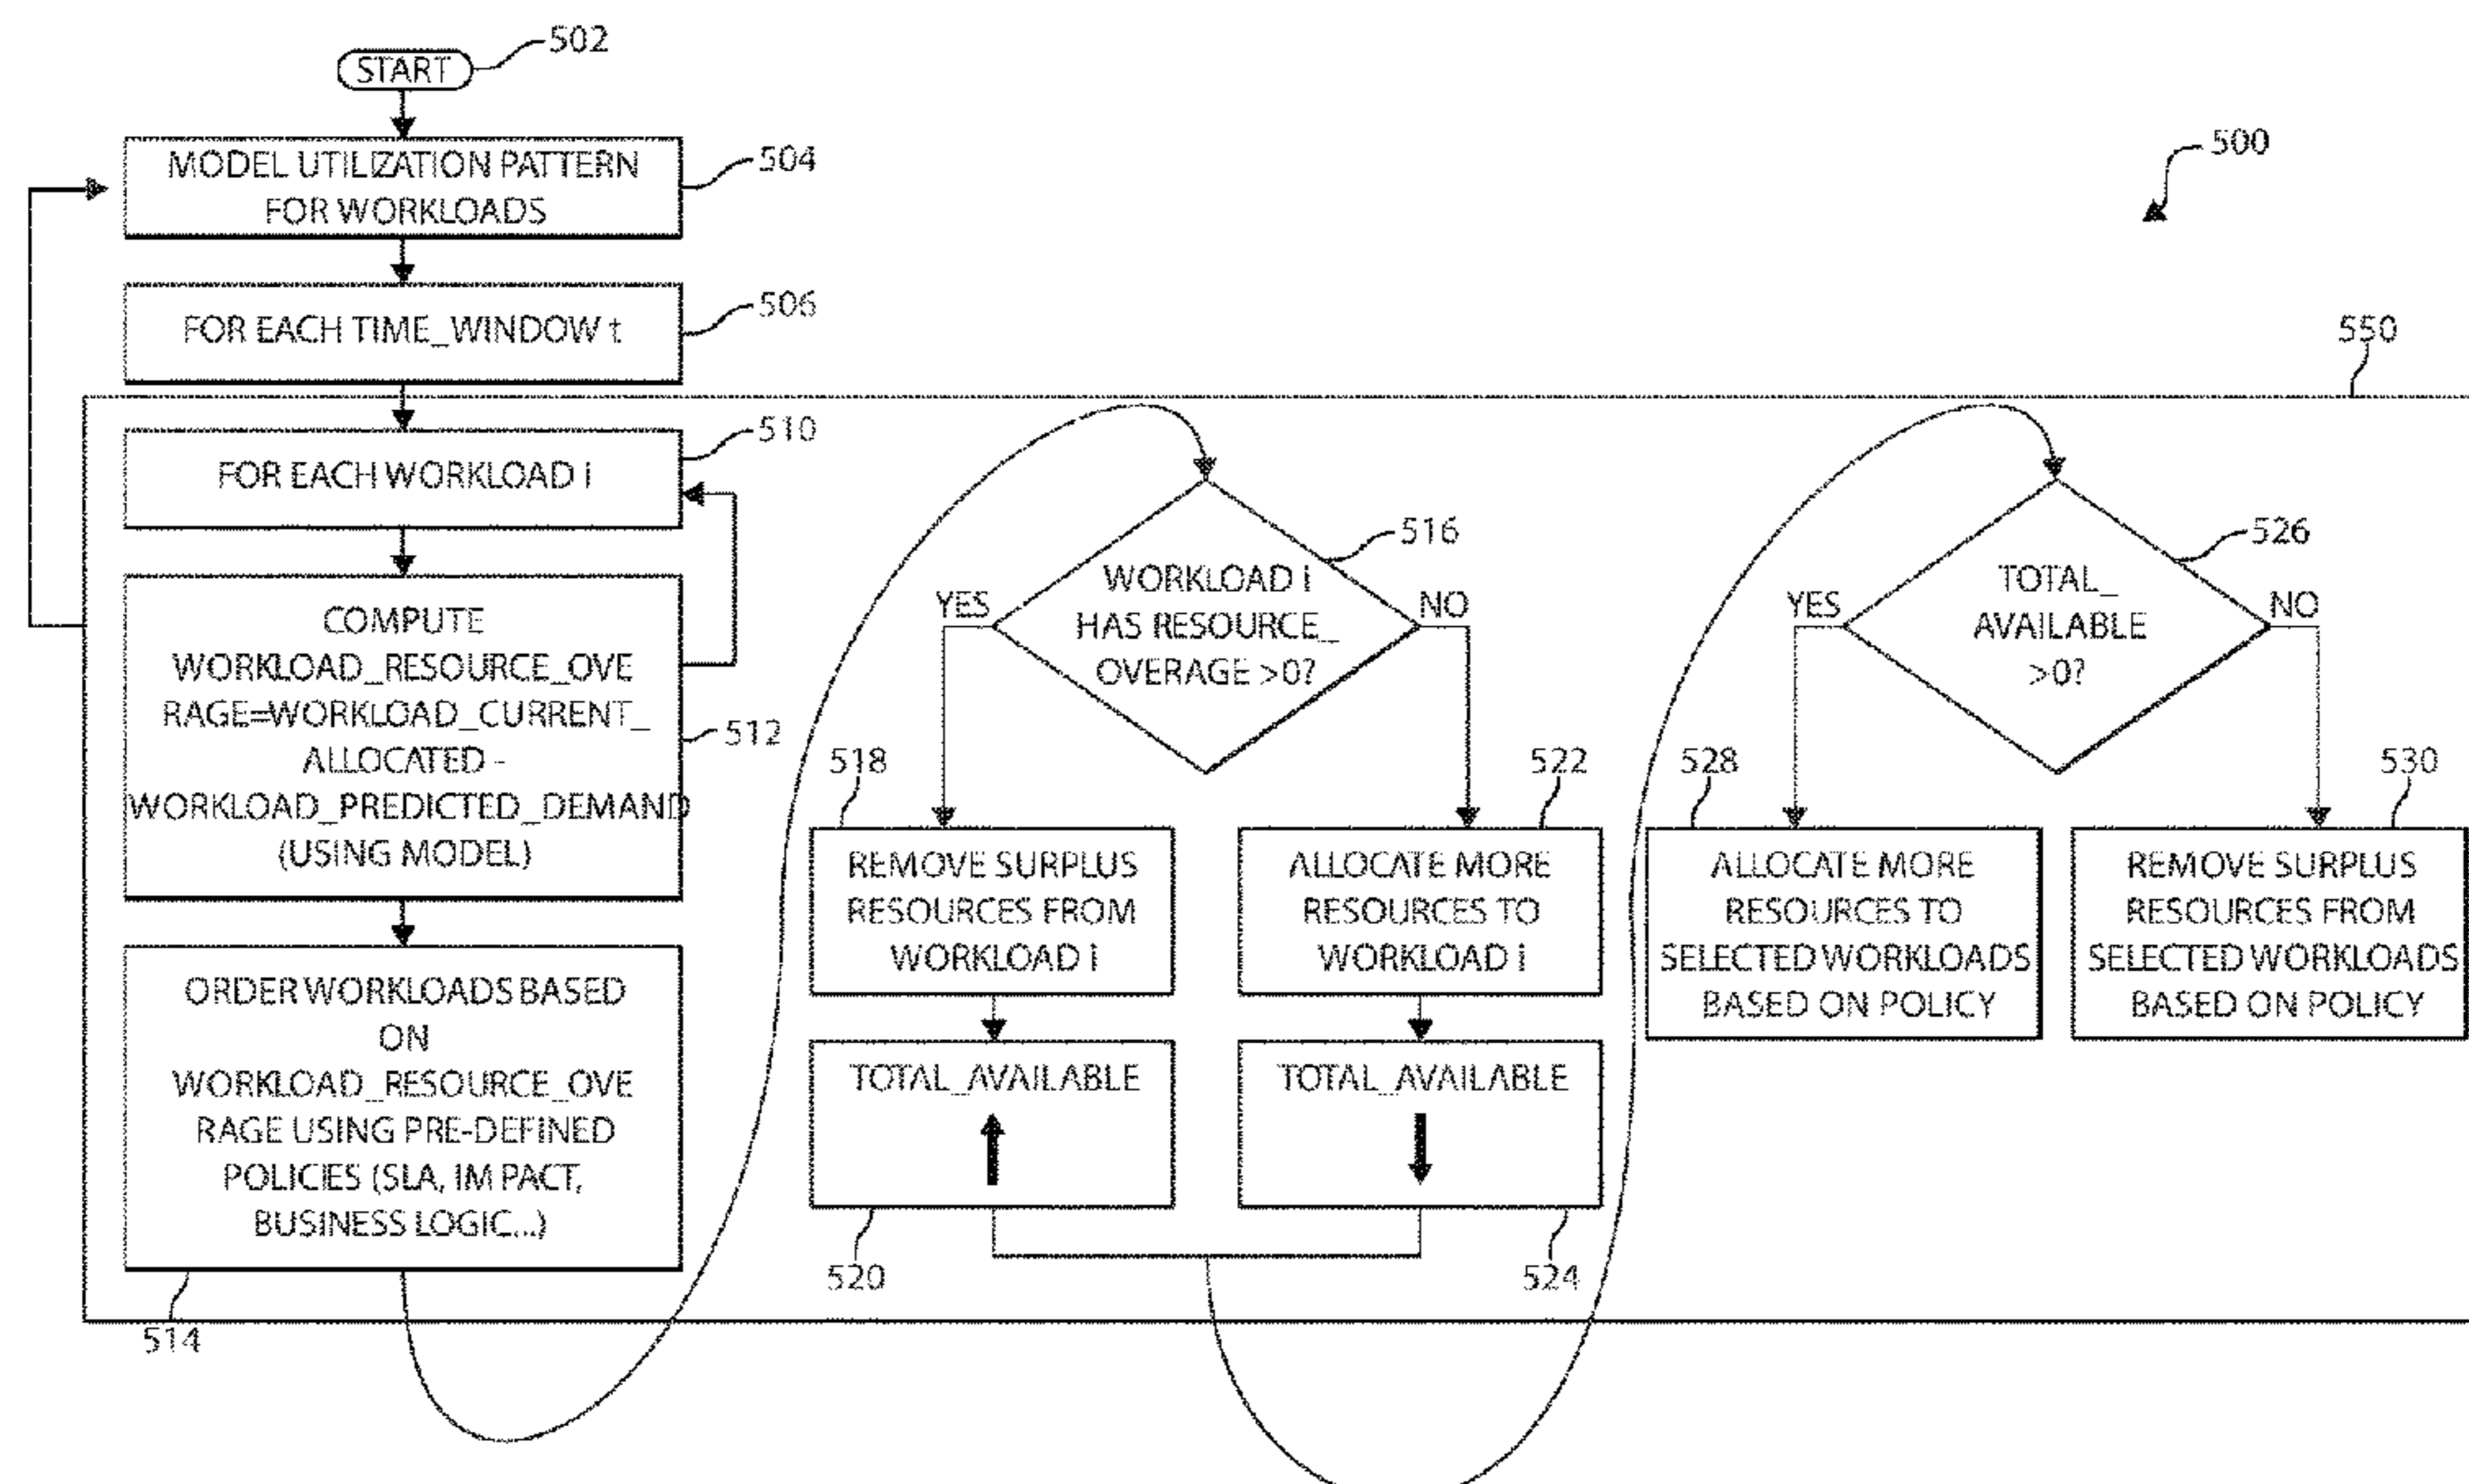 502
START
MODEL UTILIZATION PATTERN
FOR WORKLOADS
504
500
FOR EACH TIME_WINDOW t
506
550
FOR EACH WORKLOAD i
510
COMPUTE
WORKLOAD_RESOURCE_OVE
RAGE=WORKLOAD_CURRENT_
ALLOCATED -
WORKLOAD_PREDICTED_DEMAND
(USING MODEL)
512
ORDER WORKLOADS BASED
ON
WORKLOAD_RESOURCE_OVE
RAGE USING PRE-DEFINED
POLICIES (SLA, IMPACT,
BUSINESS LOGIC...)
514
516
WORKLOAD i
HAS RESOURCE_
OVERAGE >0?
YES
NO
518
REMOVE SURPLUS
RESOURCES FROM
WORKLOAD i
522
ALLOCATE MORE
RESOURCES TO
WORKLOAD i
TOTAL_AVAILABLE
520
TOTAL_AVAILABLE
524
526
TOTAL_
AVAILABLE
>0?
YES
NO
528
ALLOCATE MORE
RESOURCES TO
SELECTED WORKLOADS
BASED ON POLICY
530
REMOVE SURPLUS
RESOURCES FROM
SELECTED WORKLOADS
BASED ON POLICY